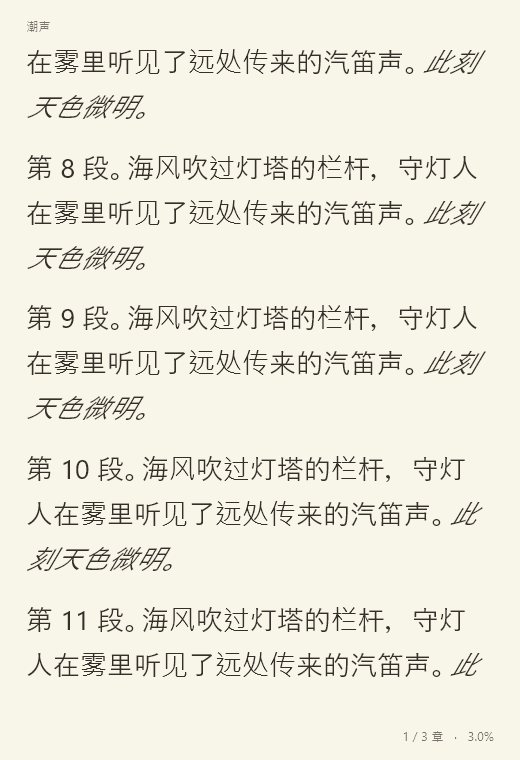 潮声
在雾里听见了远处传来的汽笛声。此刻
天色微明。
第 8 段。海风吹过灯塔的栏杆，守灯人
在雾里听见了远处传来的汽笛声。此刻
天色微明。
第 9 段。海风吹过灯塔的栏杆，守灯人
在雾里听见了远处传来的汽笛声。此刻
天色微明。
第 10 段。海风吹过灯塔的栏杆，守灯
人在雾里听见了远处传来的汽笛声。此
刻天色微明。
第 11 段。海风吹过灯塔的栏杆，守灯
人在雾里听见了远处传来的汽笛声。此
1 / 3 章 · 3.0%